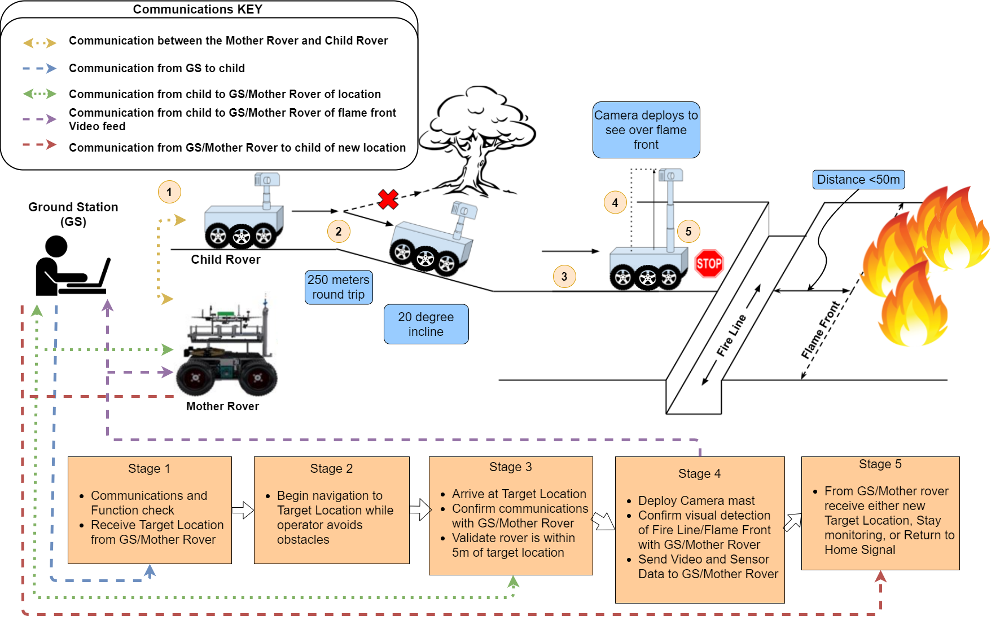 Communications KEY
Communication between the Mother Rover and Child Rover
Communication from GS to child
Communication from child to GS/Mother Rover of location
Communication from child to GS/Mother Rover of flame front
Video feed
Communication from GS/Mother Rover to child of new location
Camera deploys to
see over flame
front
Distance <50m
1
Ground Station
(GS)
4
2
5
Child Rover
STOP
3
250 meters
round trip
20 degree
incline
Fire Line
Flame Front
Mother Rover
Stage 1
• Communications and
Function check
• Receive Target Location
from GS/Mother Rover
Stage 2
• Begin navigation to
Target Location while
operator avoids
obstacles
Stage 3
• Arrive at Target Location
• Confirm communications
with GS/Mother Rover
• Validate rover is within
5m of target location
Stage 4
• Deploy Camera mast
• Confirm visual detection
of Fire Line/Flame Front
with GS/Mother Rover
• Send Video and Sensor
Data to GS/Mother Rover
Stage 5
• From GS/Mother rover
receive either new
Target Location, Stay
monitoring, or Return to
Home Signal